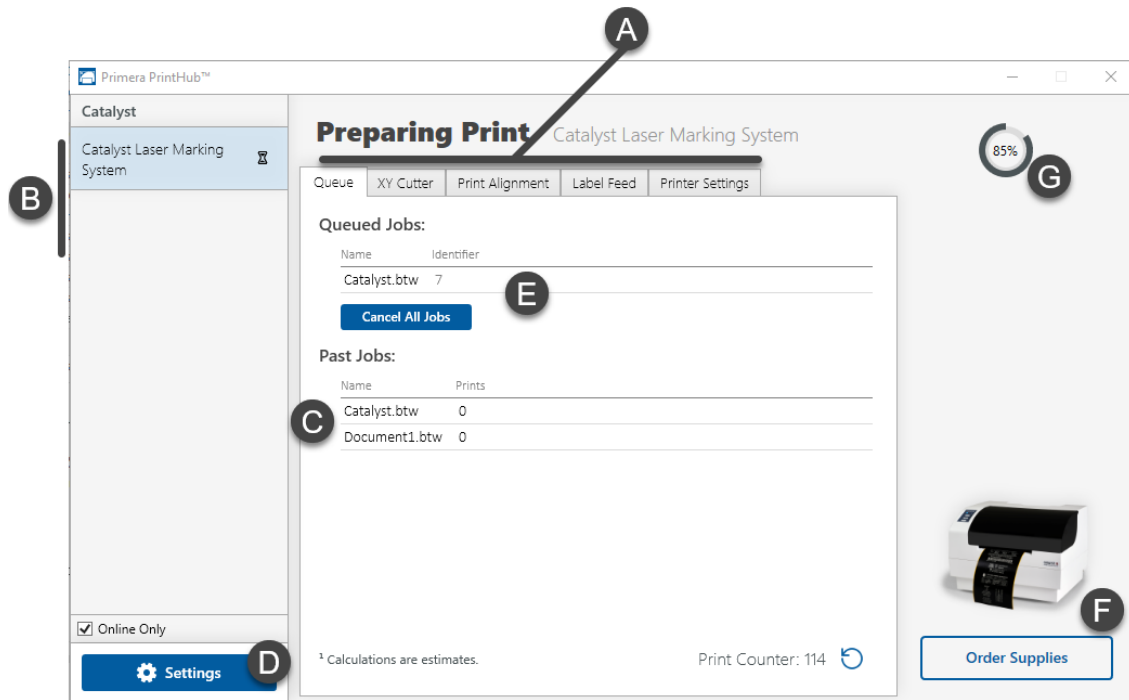 A
Primera PrintHub™
Catalyst
Catalyst Laser Marking
System
B
Preparing Print Catalyst Laser Marking System
85%
G
Queue XY Cutter Print Alignment Label Feed Printer Settings
Queued Jobs:
Name Identifier
Catalyst.btw 7
E
Cancel All Jobs
Past Jobs:
Name Prints
C
Catalyst.btw 0
Document1.btw 0
F
Online Only
D
Settings
¹ Calculations are estimates.
Print Counter: 114
Order Supplies